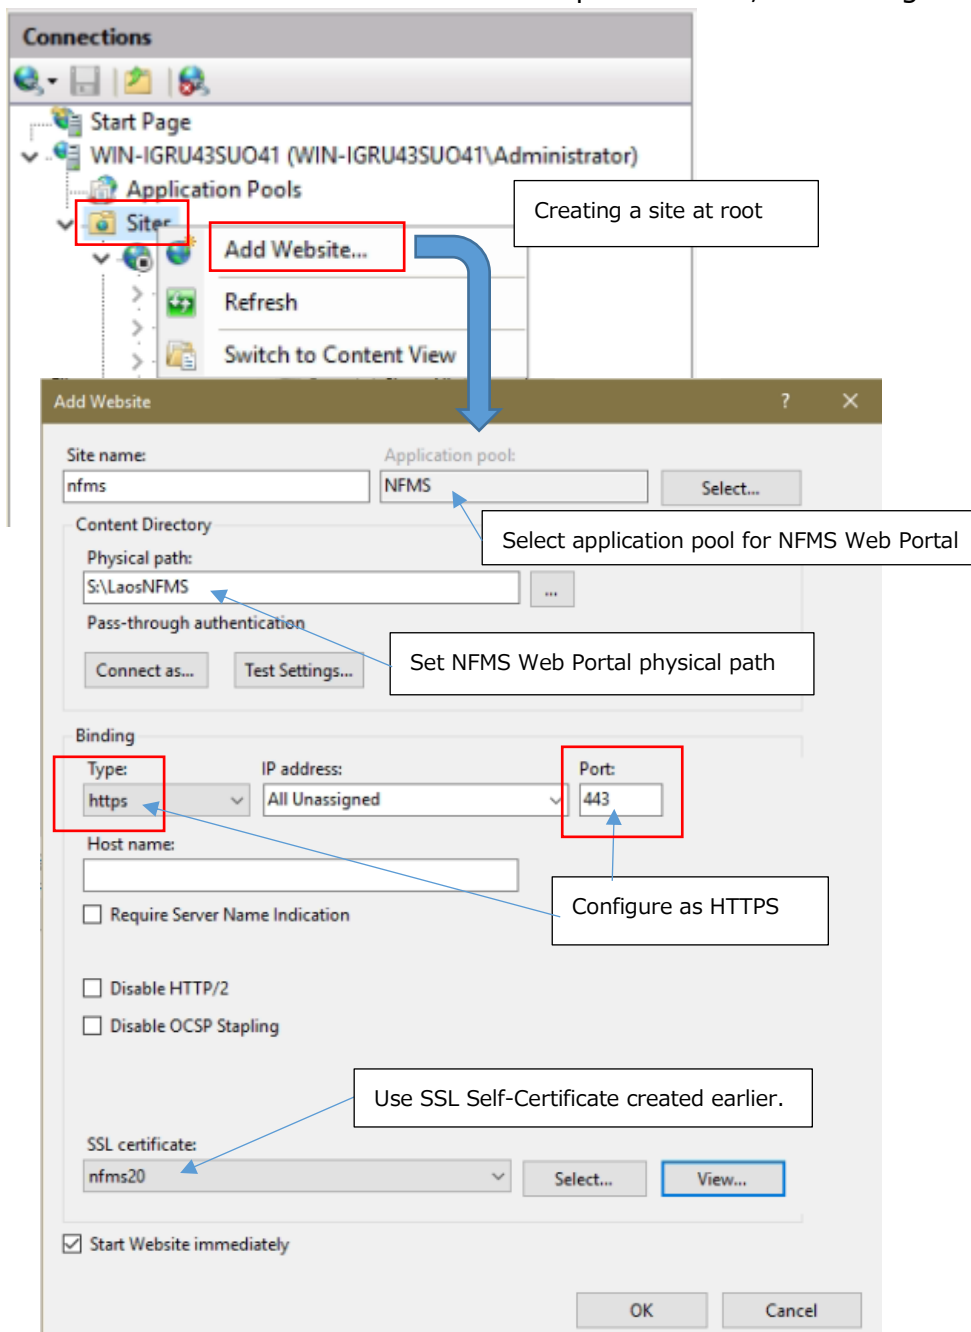 Connections
Start Page
WIN-IGRU43SUO41 (WIN-IGRU43SUO41\Administrator)
Application Pools
Sites
Creating a site at root
Add Website...
Refresh
Switch to Content View
Add Website
? ×
Site name:
Application pool:
nfms
NFMS
Select...
Content Directory
Select application pool for NFMS Web Portal
Physical path:
S:\LaosNFMS
...
Pass-through authentication
Set NFMS Web Portal physical path
Connect as...
Test Settings...
Binding
Type:
IP address:
Port:
https
All Unassigned
443
Host name:
Configure as HTTPS
Require Server Name Indication
Disable HTTP/2
Disable OCSP Stapling
Use SSL Self-Certificate created earlier.
SSL certificate:
nfms20
Select...
View...
Start Website immediately
OK
Cancel